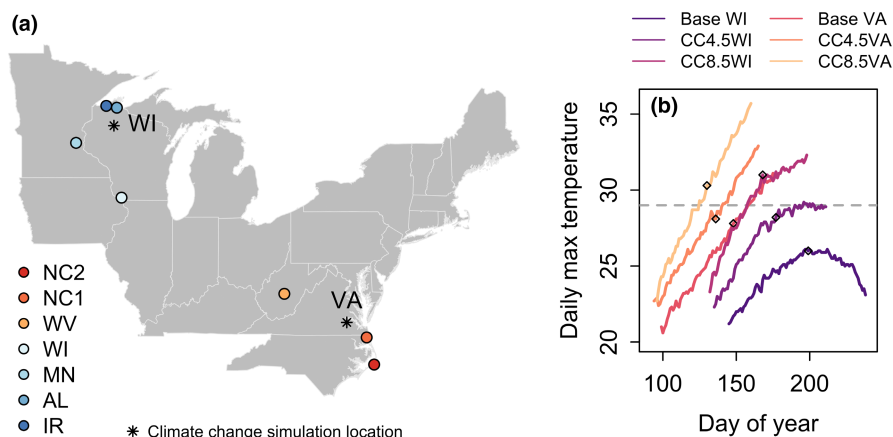 (a)
WI
VA
NC2
NC1
WV
WI
MN
AL
IR
Climate change simulation location
Base WI
Base VA
CC4.5WI
CC4.5VA
CC8.5WI
CC8.5VA
(b)
Daily max temperature
35
30
25
20
100
150
200
Day of year